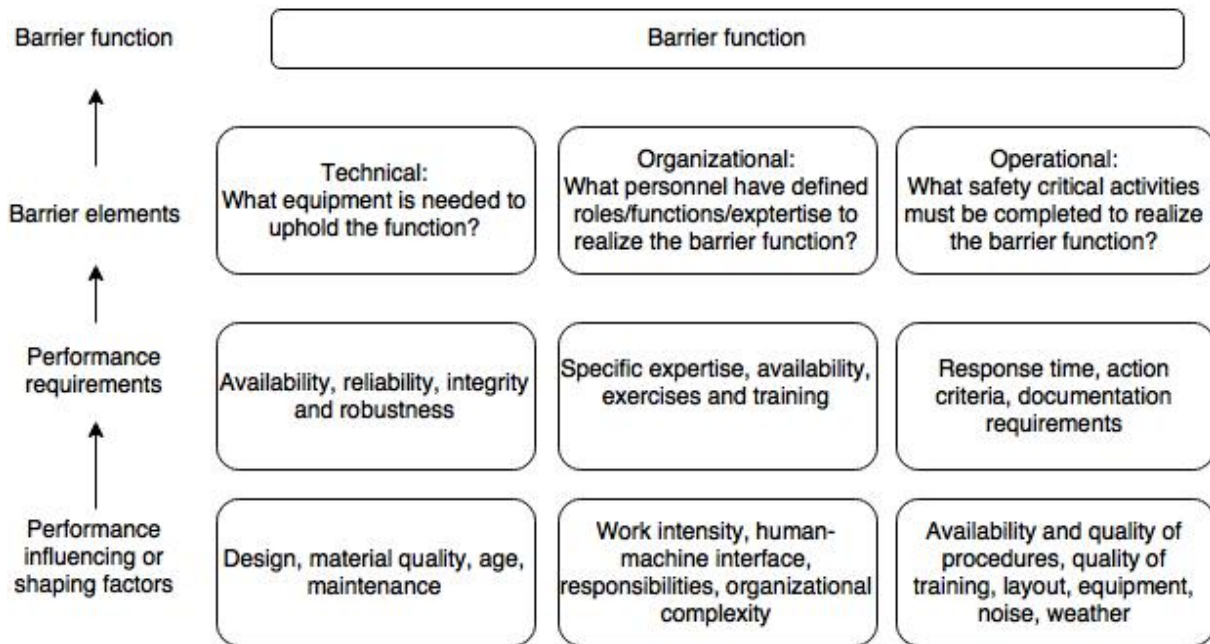 Barrier function
Barrier function
Barrier elements
Technical:
What equipment is needed to
uphold the function?
Organizational:
What personnel have defined
roles/functions/exptertise to
realize the barrier function?
Operational:
What safety critical activities
must be completed to realize
the barrier function?
Performance
requirements
Availability, reliability, integrity
and robustness
Specific expertise, availability,
exercises and training
Response time, action
criteria, documentation
requirements
Performance
influencing or
shaping factors
Design, material quality, age,
maintenance
Work intensity, human-
machine interface,
responsibilities, organizational
complexity
Availability and quality of
procedures, quality of
training, layout, equipment,
noise, weather